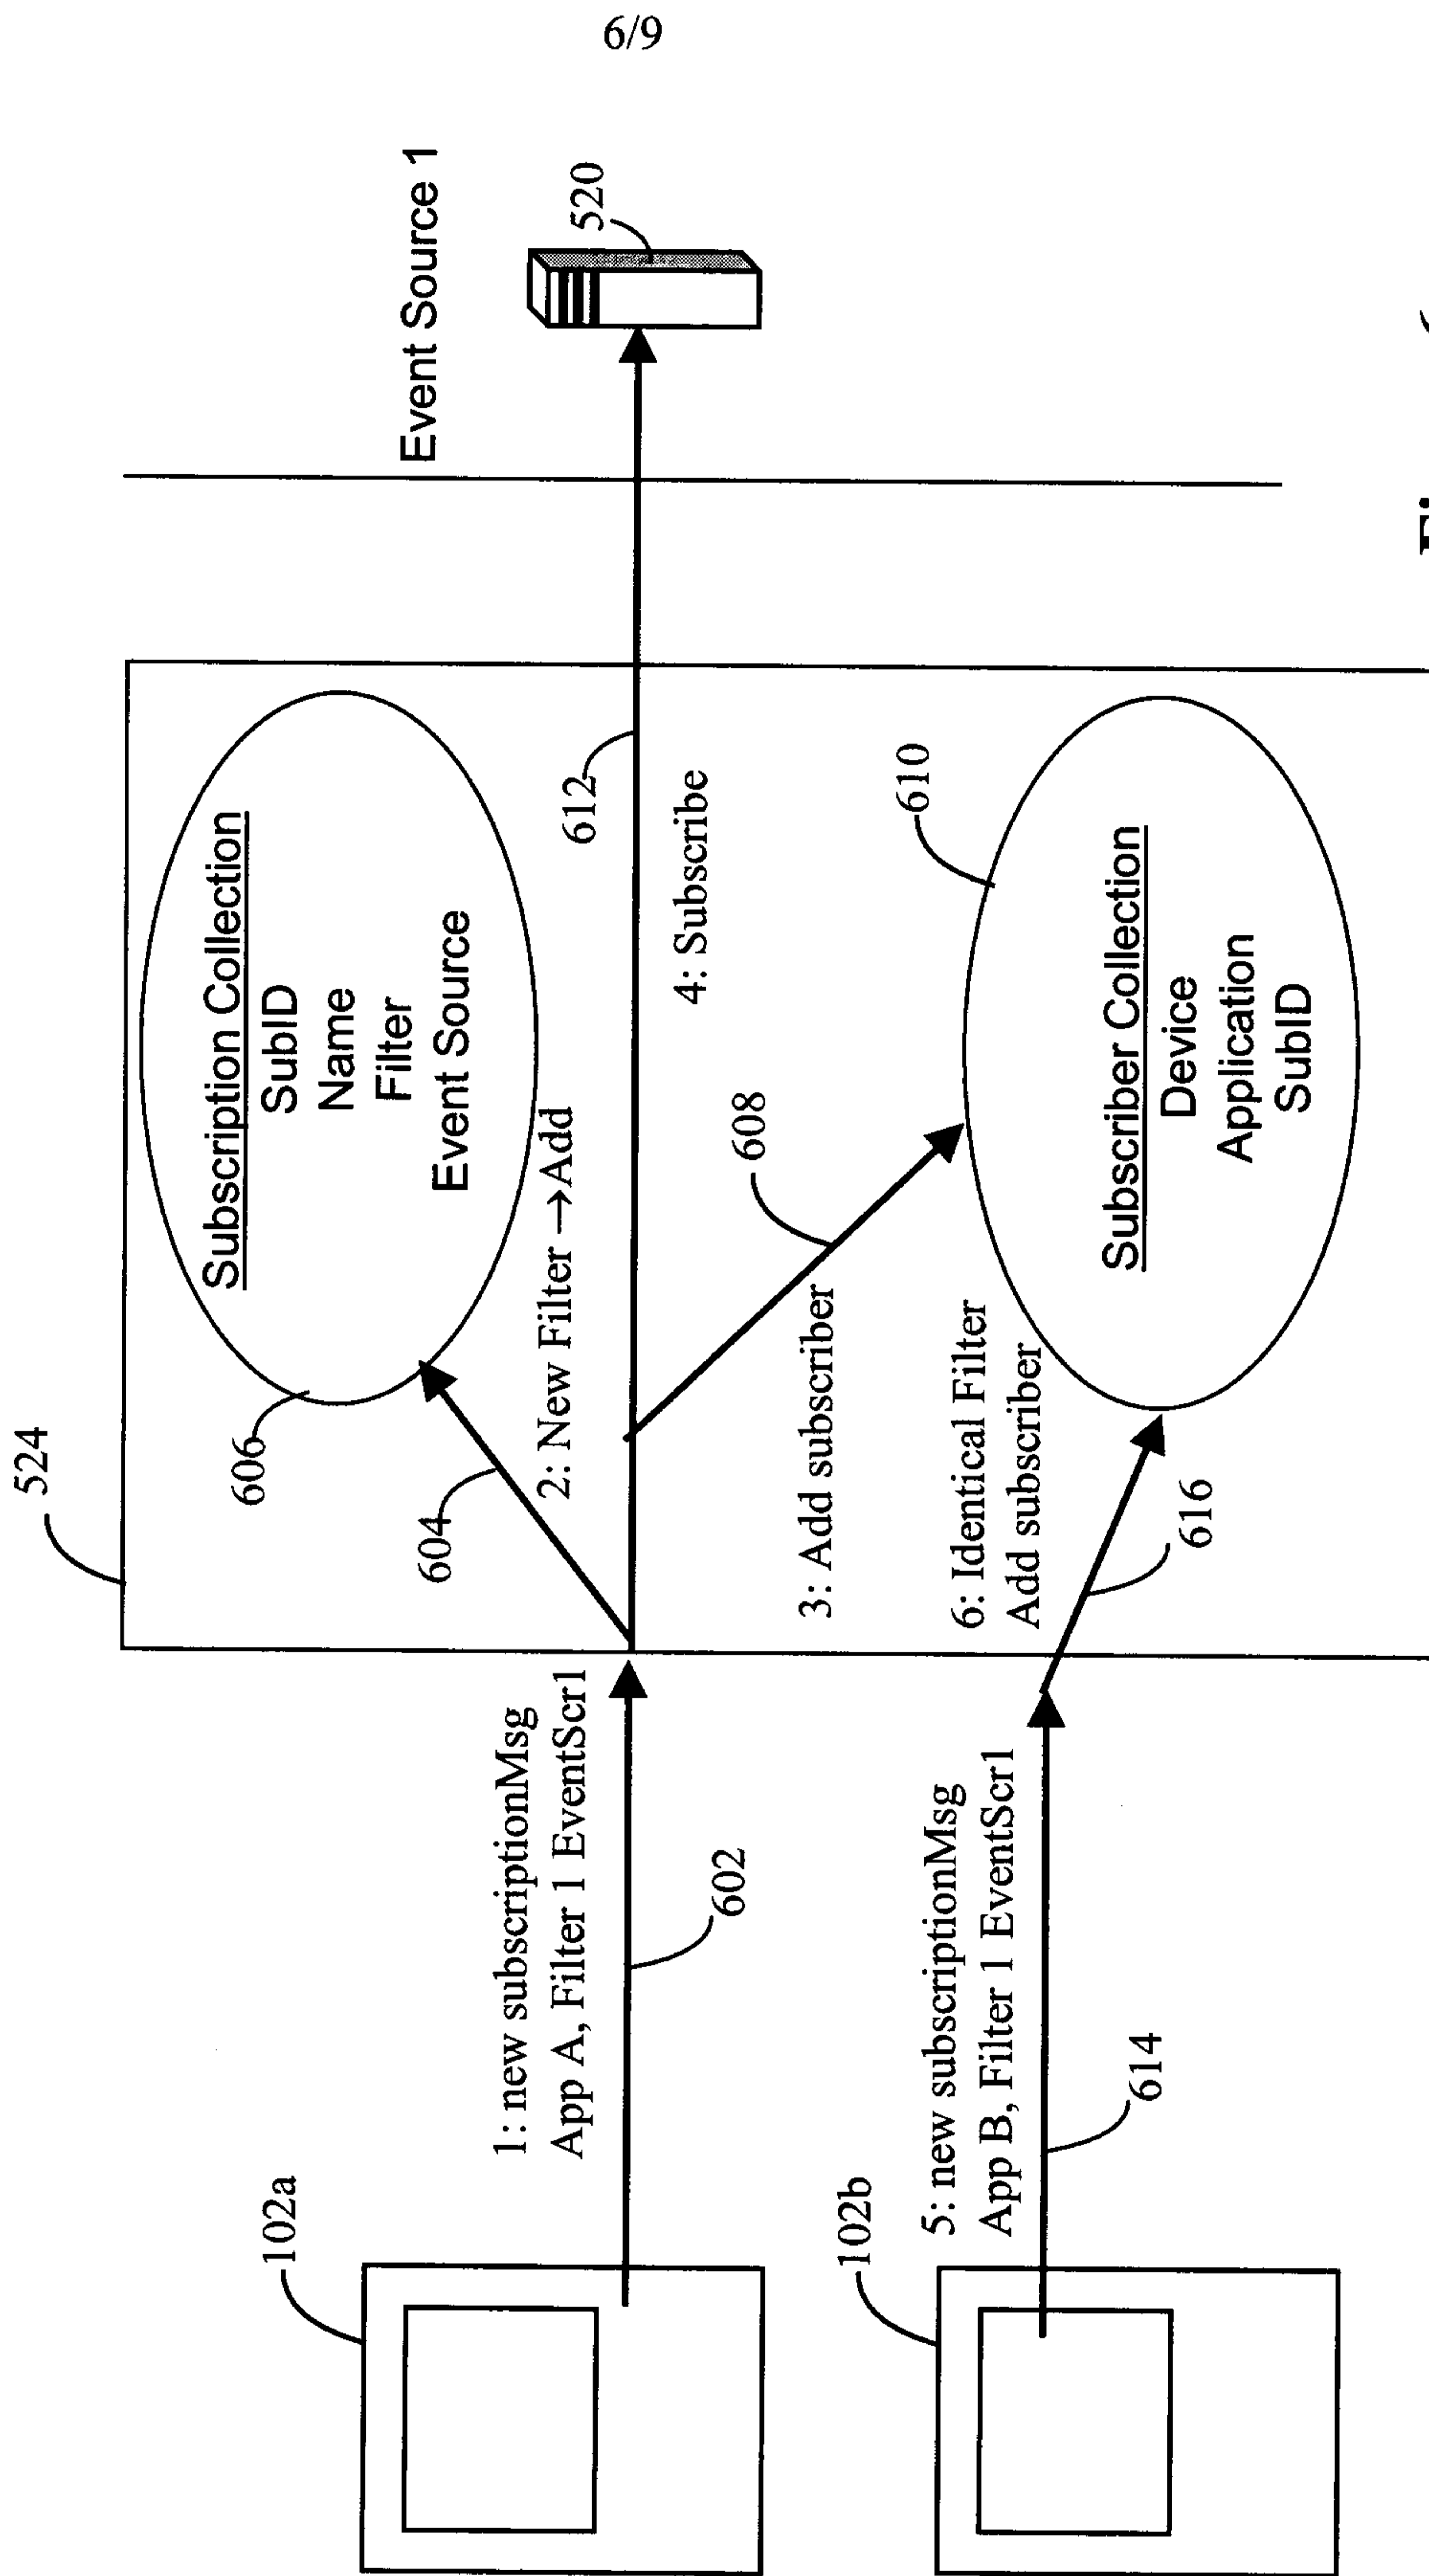 6/9
Event Source 1
520
524
606
Subscription Collection
SubID
Name
Filter
Event Source
604
2: New Filter →Add
612
4: Subscribe
608
3: Add subscriber
610
Subscriber Collection
Device
Application
SubID
6: Identical Filter
Add subscriber
616
1: new subscriptionMsg
App A, Filter 1 EventScr1
602
5: new subscriptionMsg
App B, Filter 1 EventScr1
614
102a
102b